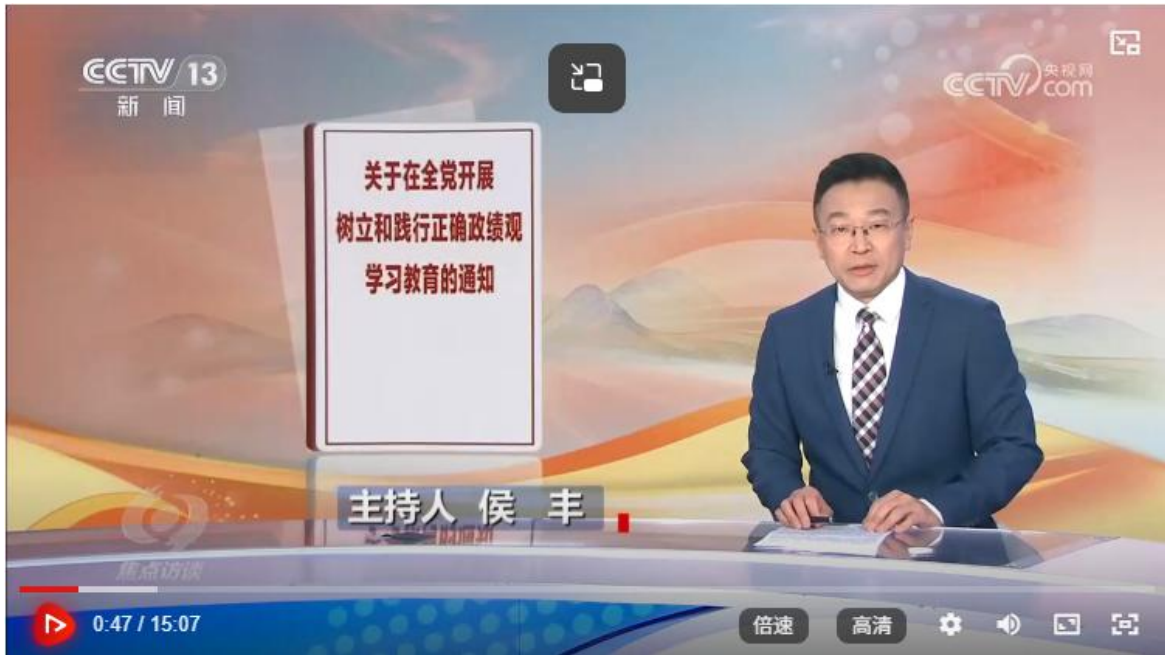 CCTV 13
新闻
央视网
CCTV com
关于在全党开展
树立和践行正确政绩观
学习教育的通知
主持人 侯 丰
焦点访谈
0:47 / 15:07
倍速
高清